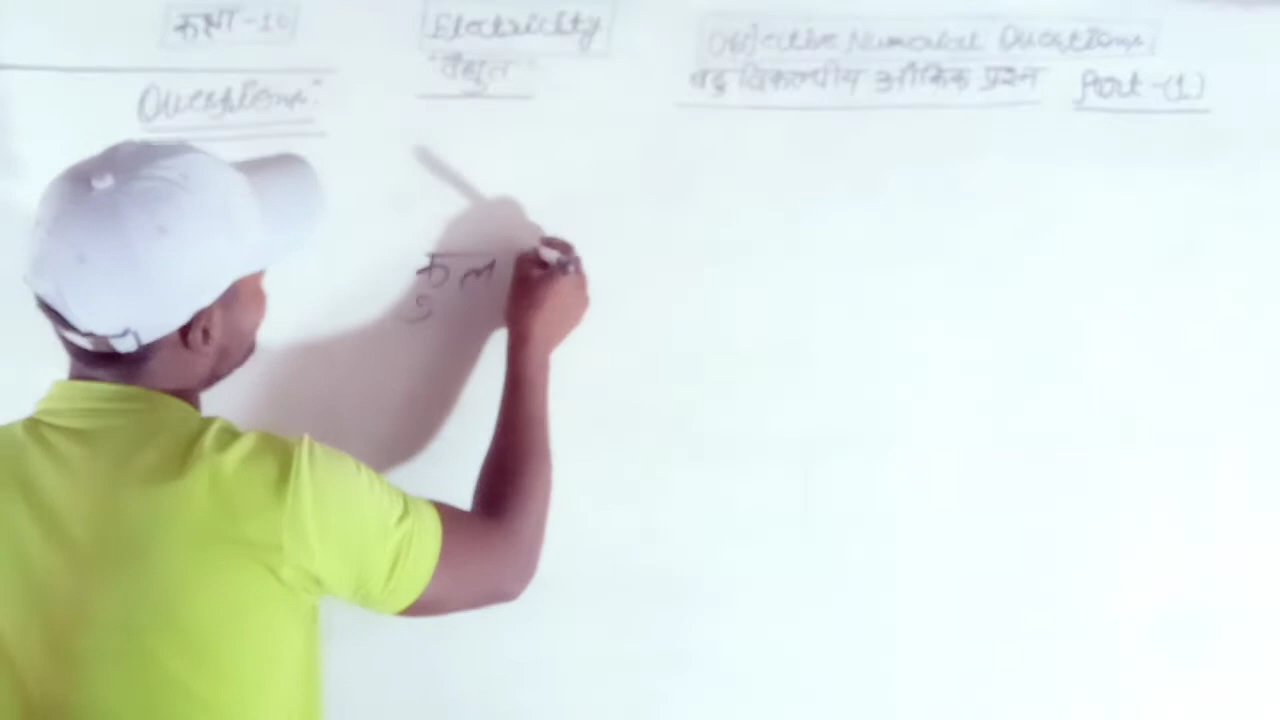 कक्षा-10
Electricity
"विद्युत"
Objective Numerical Questions
बहु विकल्पीय आंकिक प्रश्न Part-(1)
Questions:
कुल